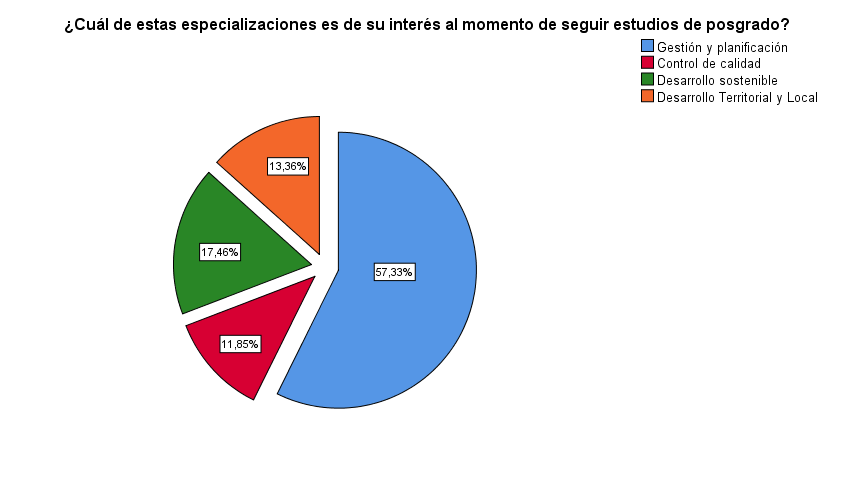 ¿Cuál de estas especializaciones es de su interés al momento de seguir estudios de posgrado?
Gestión y planificación
Control de calidad
Desarrollo sostenible
Desarrollo Territorial y Local
13,36%
17,46%
57,33%
11,85%